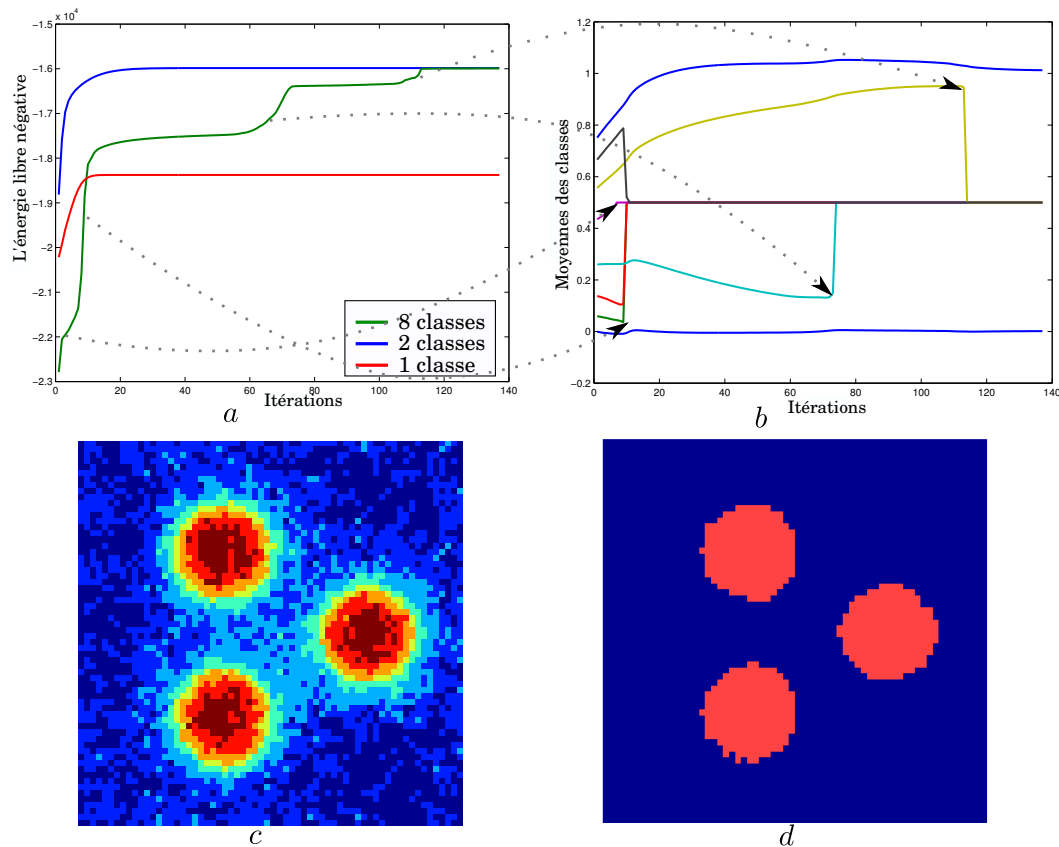 x 10⁴
−1.5
−1.6
−1.7
−1.8
−1.9
−2
−2.1
−2.2
−2.3
L'énergie libre négative
8 classes
2 classes
1 classe
0 20 40 60 80 100 120 140
Itérations
a
1.2
1
0.8
0.6
0.4
0.2
0
−0.2
Moyennes des classes
0 20 40 60 80 100 120 140
Itérations
b
c
d